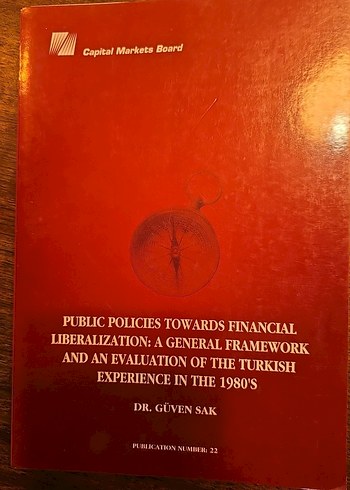 Capital Markets Board
PUBLIC POLICIES TOWARDS FINANCIAL
LIBERALIZATION: A GENERAL FRAMEWORK
AND AN EVALUATION OF THE TURKISH
EXPERIENCE IN THE 1980'S
DR. GÜVEN SAK
PUBLICATION NUMBER: 22